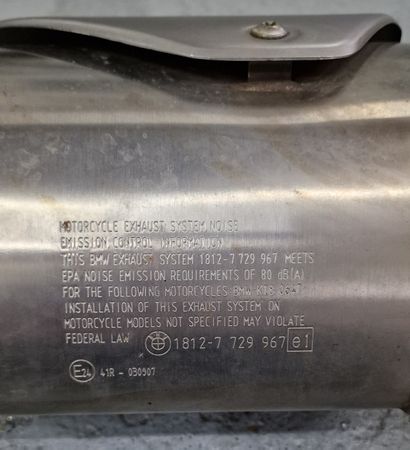 MOTORCYCLE EXHAUST SYSTEM NOISE
EMISSION CONTROL INFORMATION
THIS BMW EXHAUST SYSTEM 1812-7 729 967 MEETS
EPA NOISE EMISSION REQUIREMENTS OF 80 dB(A)
FOR THE FOLLOWING MOTORCYCLES: BMW
INSTALLATION OF THIS EXHAUST SYSTEM ON
MOTORCYCLE MODELS NOT SPECIFIED MAY VIOLATE
FEDERAL LAW 1812-7 729 967 e1
E24 41R - 030907